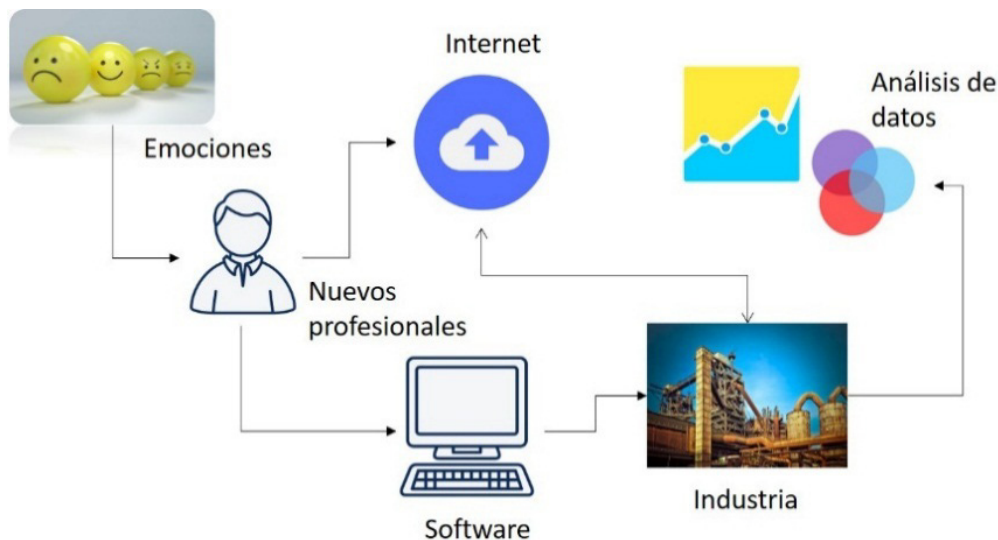 Internet
Análisis de
datos
Emociones
Nuevos
profesionales
Software
Industria